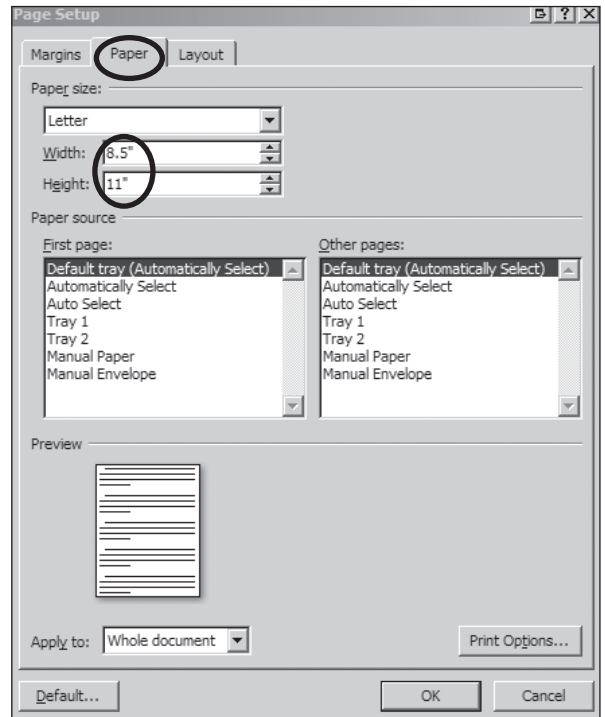 Page Setup
Margins Paper Layout
Paper size:
Letter
Width: 8.5"
Height: 11"
Paper source
First page:
Default tray (Automatically Select)
Automatically Select
Auto Select
Tray 1
Tray 2
Manual Paper
Manual Envelope
Other pages:
Default tray (Automatically Select)
Automatically Select
Auto Select
Tray 1
Tray 2
Manual Paper
Manual Envelope
Preview
Apply to: Whole document
Print Options...
Default... OK Cancel